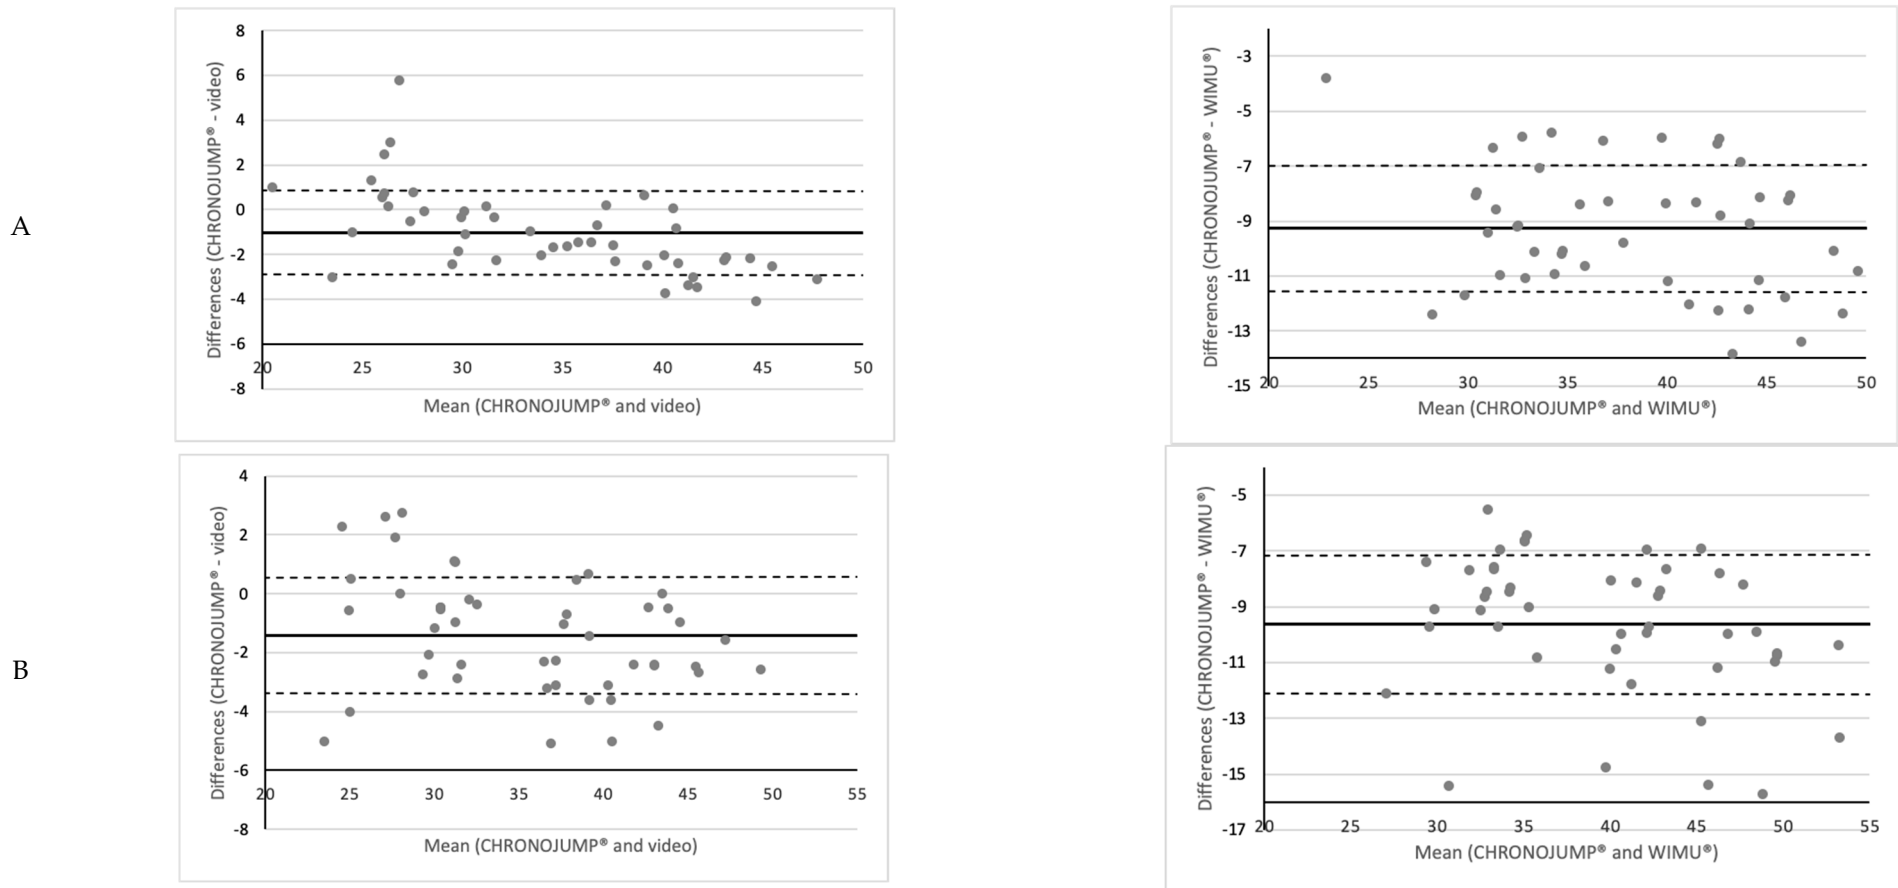 A
8
6
4
2
0
-2
-4
-6
-8
20 25 30 35 40 45 50
Differences (CHRONOJUMP® - video)
Mean (CHRONOJUMP® and video)
-3
-5
-7
-9
-11
-13
-15
20 25 30 35 40 45 50
Differences (CHRONOJUMP® - WIMU®)
Mean (CHRONOJUMP® and WIMU®)
B
4
2
0
-2
-4
-6
-8
20 25 30 35 40 45 50 55
Differences (CHRONOJUMP® - video)
Mean (CHRONOJUMP® and video)
-5
-7
-9
-11
-13
-15
-17
20 25 30 35 40 45 50 55
Differences (CHRONOJUMP® - WIMU®)
Mean (CHRONOJUMP® and WIMU®)